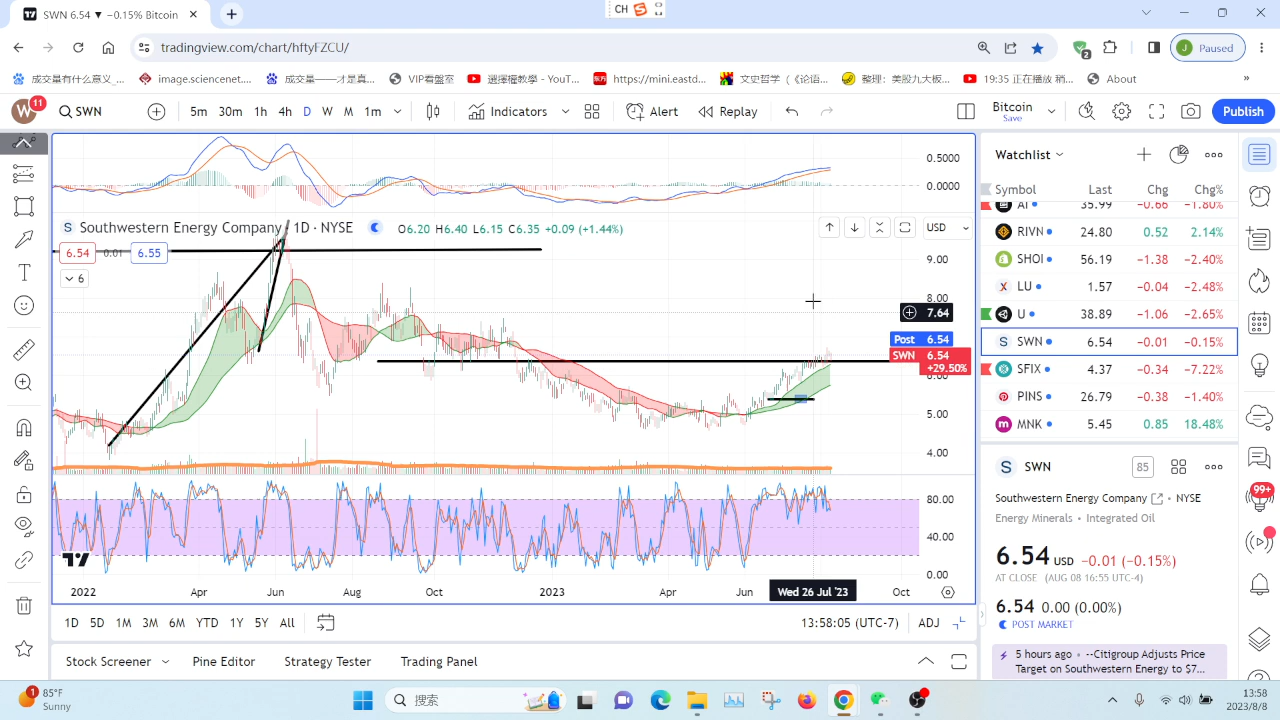 CH
SWN 6.54 ▼ −0.15% Bitcoin
tradingview.com/chart/hftyFZCU/
2
J Paused
成交量有什么意义_...
image.sciencenet....
成交量——才是真...
VIP看盤室
選擇權教學 - YouT...
https://mini.eastd...
文史哲学（《论语...
整理：美股九大板...
19:35 正在播放 稍...
About
»
W 11
SWN
5m 30m 1h 4h D W M 1m
Indicators
Alert
Replay
Bitcoin
Save
Publish
0.5000
0.0000
Southwestern Energy Company 1D · NYSE
O6.20 H6.40 L6.15 C6.35 +0.09 (+1.44%)
USD
6.54 0.01 6.55
6
9.00
8.00
7.64
Post 6.54
SWN 6.54
+29.50%
6.00
5.00
4.00
80.00
40.00
0.00
2022 Apr Jun Aug Oct 2023 Apr Jun Wed 26 Jul '23 Oct
1D 5D 1M 3M 6M YTD 1Y 5Y All
13:58:05 (UTC-7)
ADJ
Stock Screener
Pine Editor
Strategy Tester
Trading Panel
Watchlist
Symbol Last Chg Chg%
AI 35.99 −0.66 −1.80%
RIVN 24.80 0.52 2.14%
SHOI 56.19 −1.38 −2.40%
LU 1.57 −0.04 −2.48%
U 38.89 −1.06 −2.65%
SWN 6.54 −0.01 −0.15%
SFIX 4.37 −0.34 −7.22%
PINS 26.79 −0.38 −1.40%
MNK 5.45 0.85 18.48%
S SWN 85
Southwestern Energy Company • NYSE
Energy Minerals • Integrated Oil
6.54 USD −0.01 (−0.15%)
AT CLOSE (AUG 08 16:55 UTC-4)
6.54 0.00 (0.00%)
POST MARKET
5 hours ago • --Citigroup Adjusts Price
Target on Southwestern Energy to $7...
99+
1
85°F
Sunny
搜索
13:58
2023/8/8